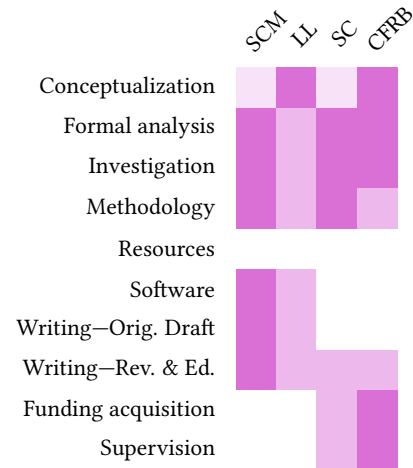 SCM LL SC CFRB
Conceptualization
Formal analysis
Investigation
Methodology
Resources
Software
Writing—Orig. Draft
Writing—Rev. & Ed.
Funding acquisition
Supervision